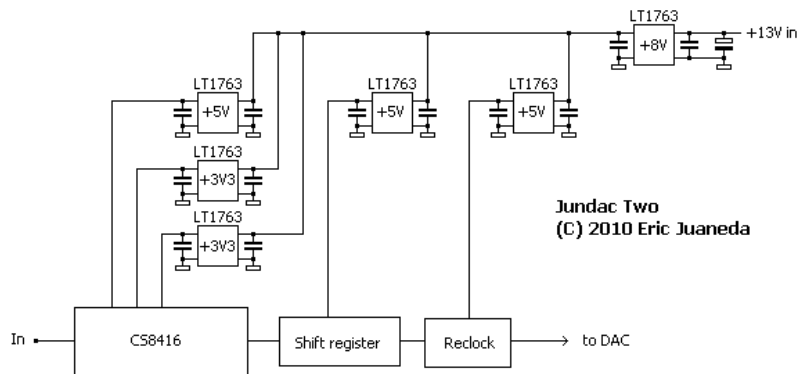 LT1763
+8V
+13V in
LT1763
+5V
LT1763
+5V
LT1763
+5V
LT1763
+3V3
LT1763
+3V3
Jundac Two
(C) 2010 Eric Juaneda
In
CS8416
Shift register
Reclock
to DAC